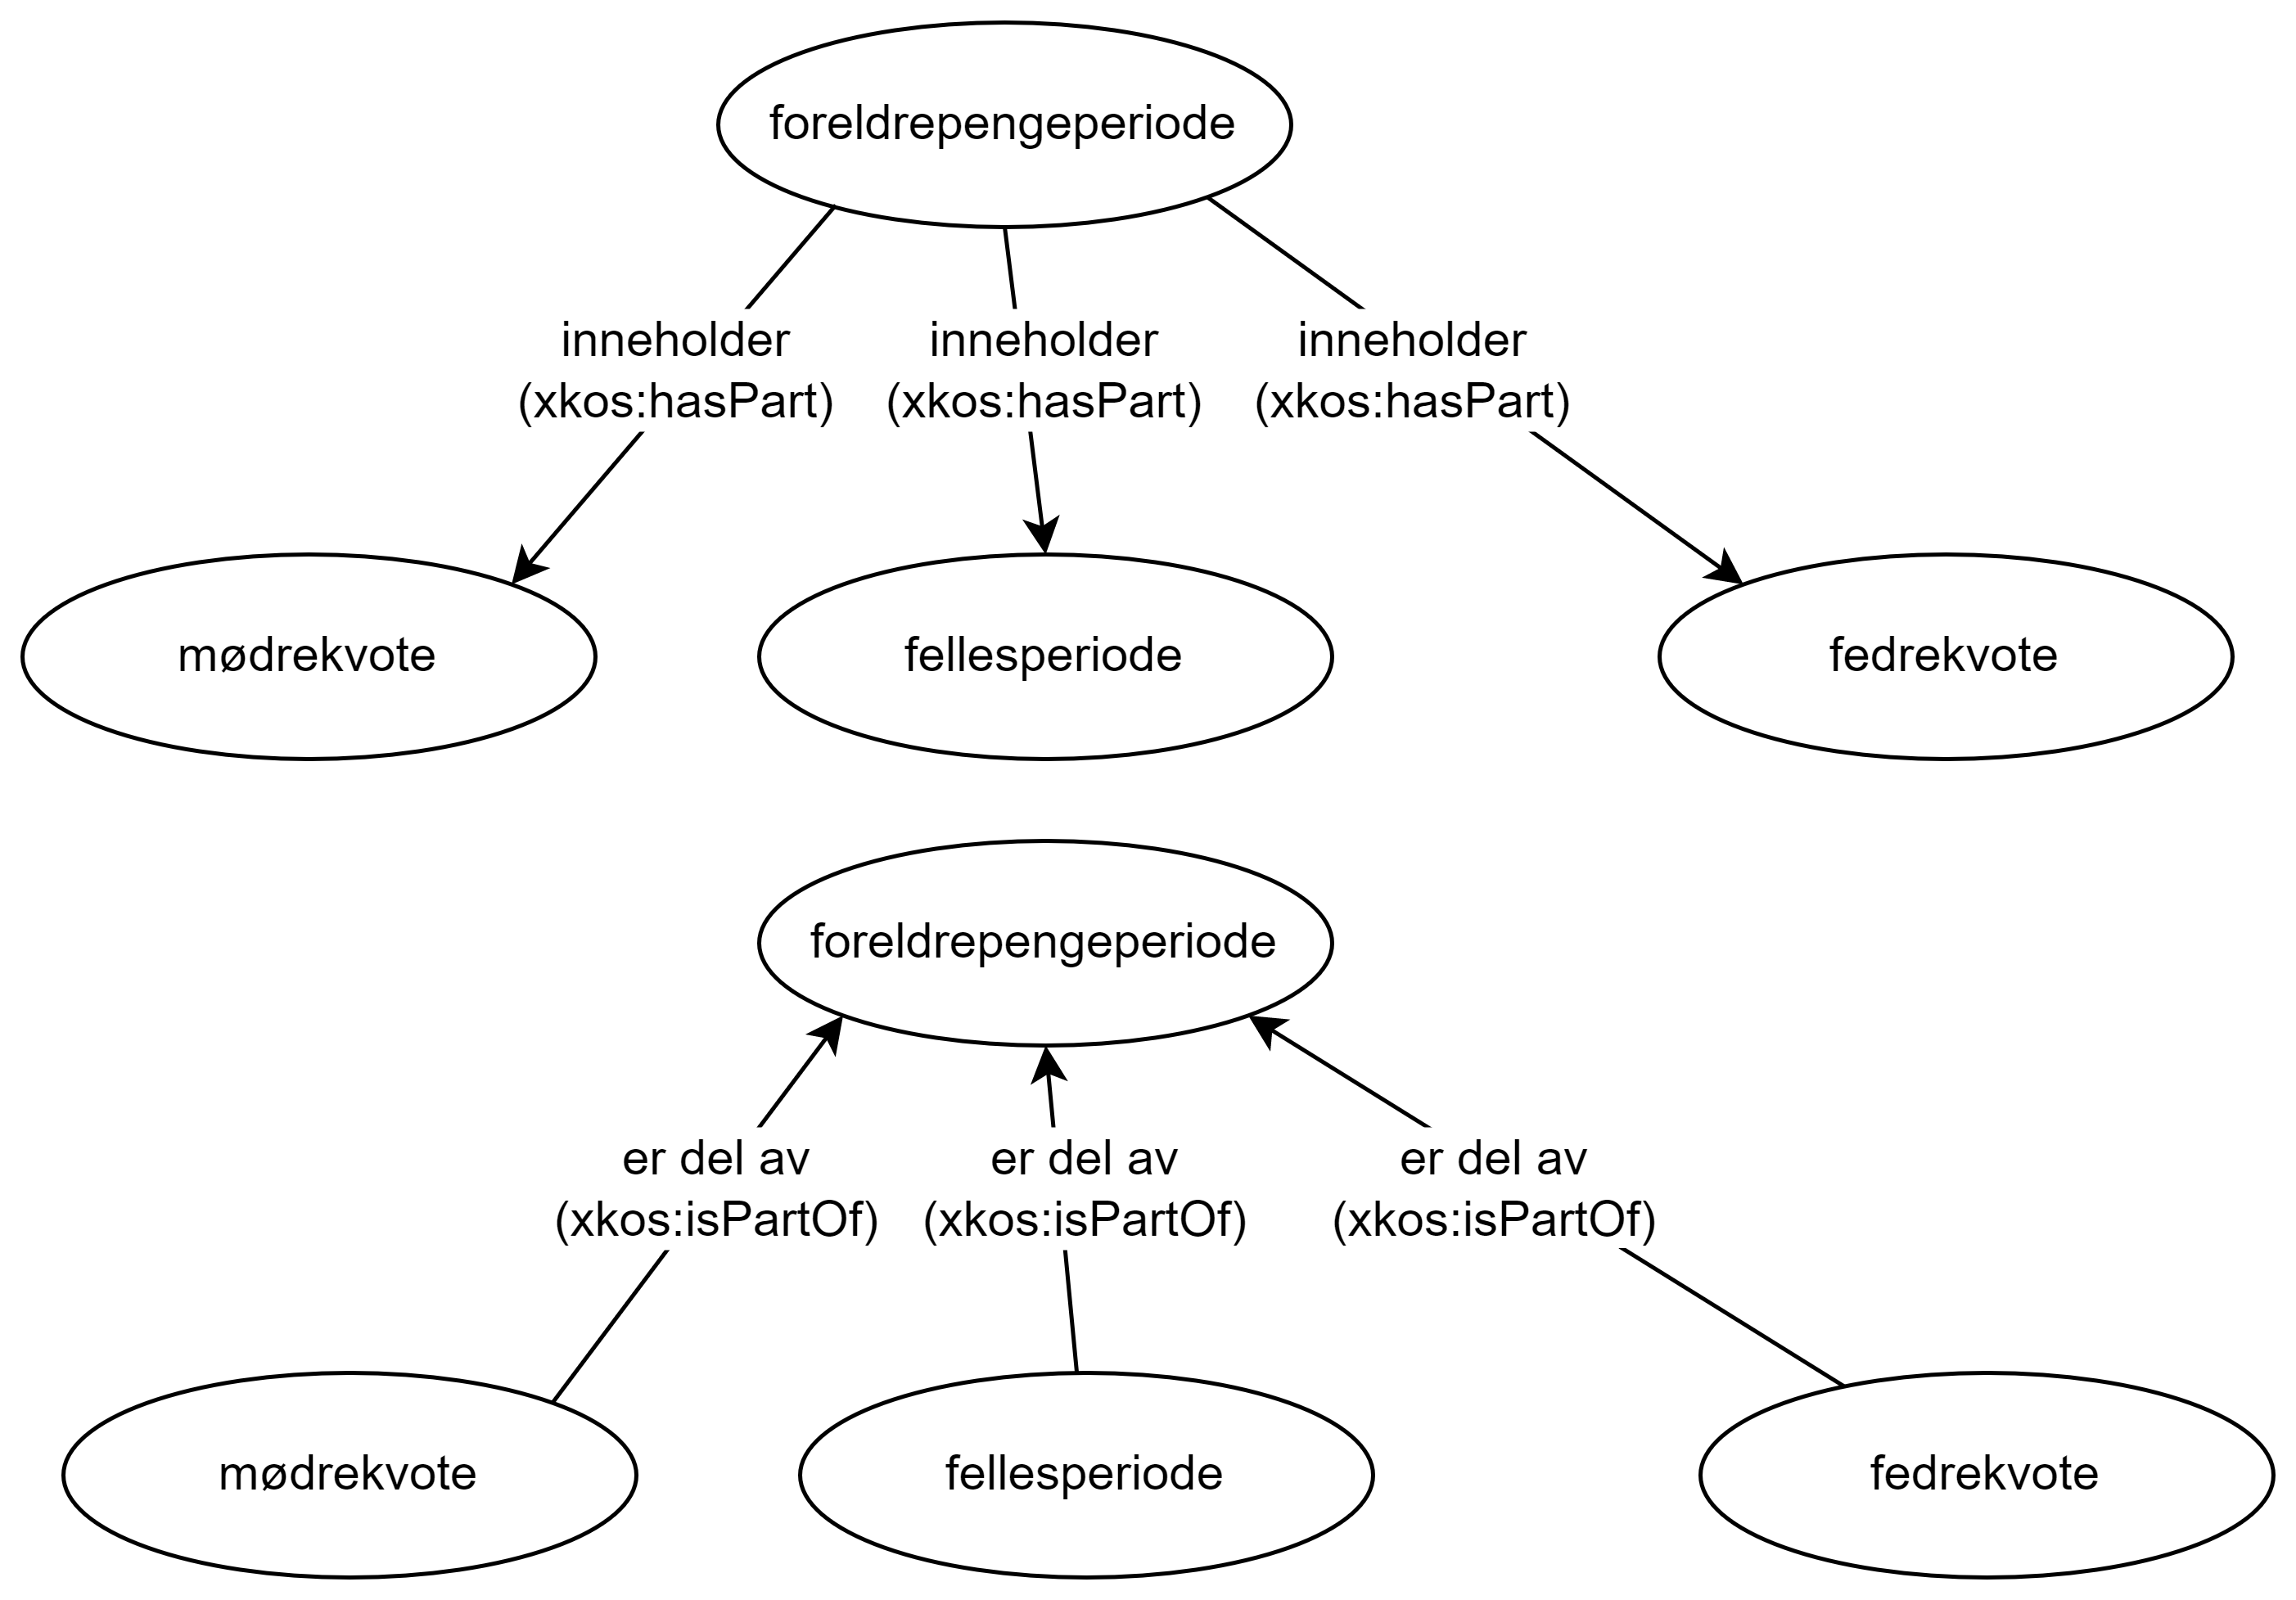 foreldrepengeperiode
inneholder
(xkos:hasPart)
inneholder
(xkos:hasPart)
inneholder
(xkos:hasPart)
mødrekvote
fellesperiode
fedrekvote
foreldrepengeperiode
er del av
(xkos:isPartOf)
er del av
(xkos:isPartOf)
er del av
(xkos:isPartOf)
mødrekvote
fellesperiode
fedrekvote